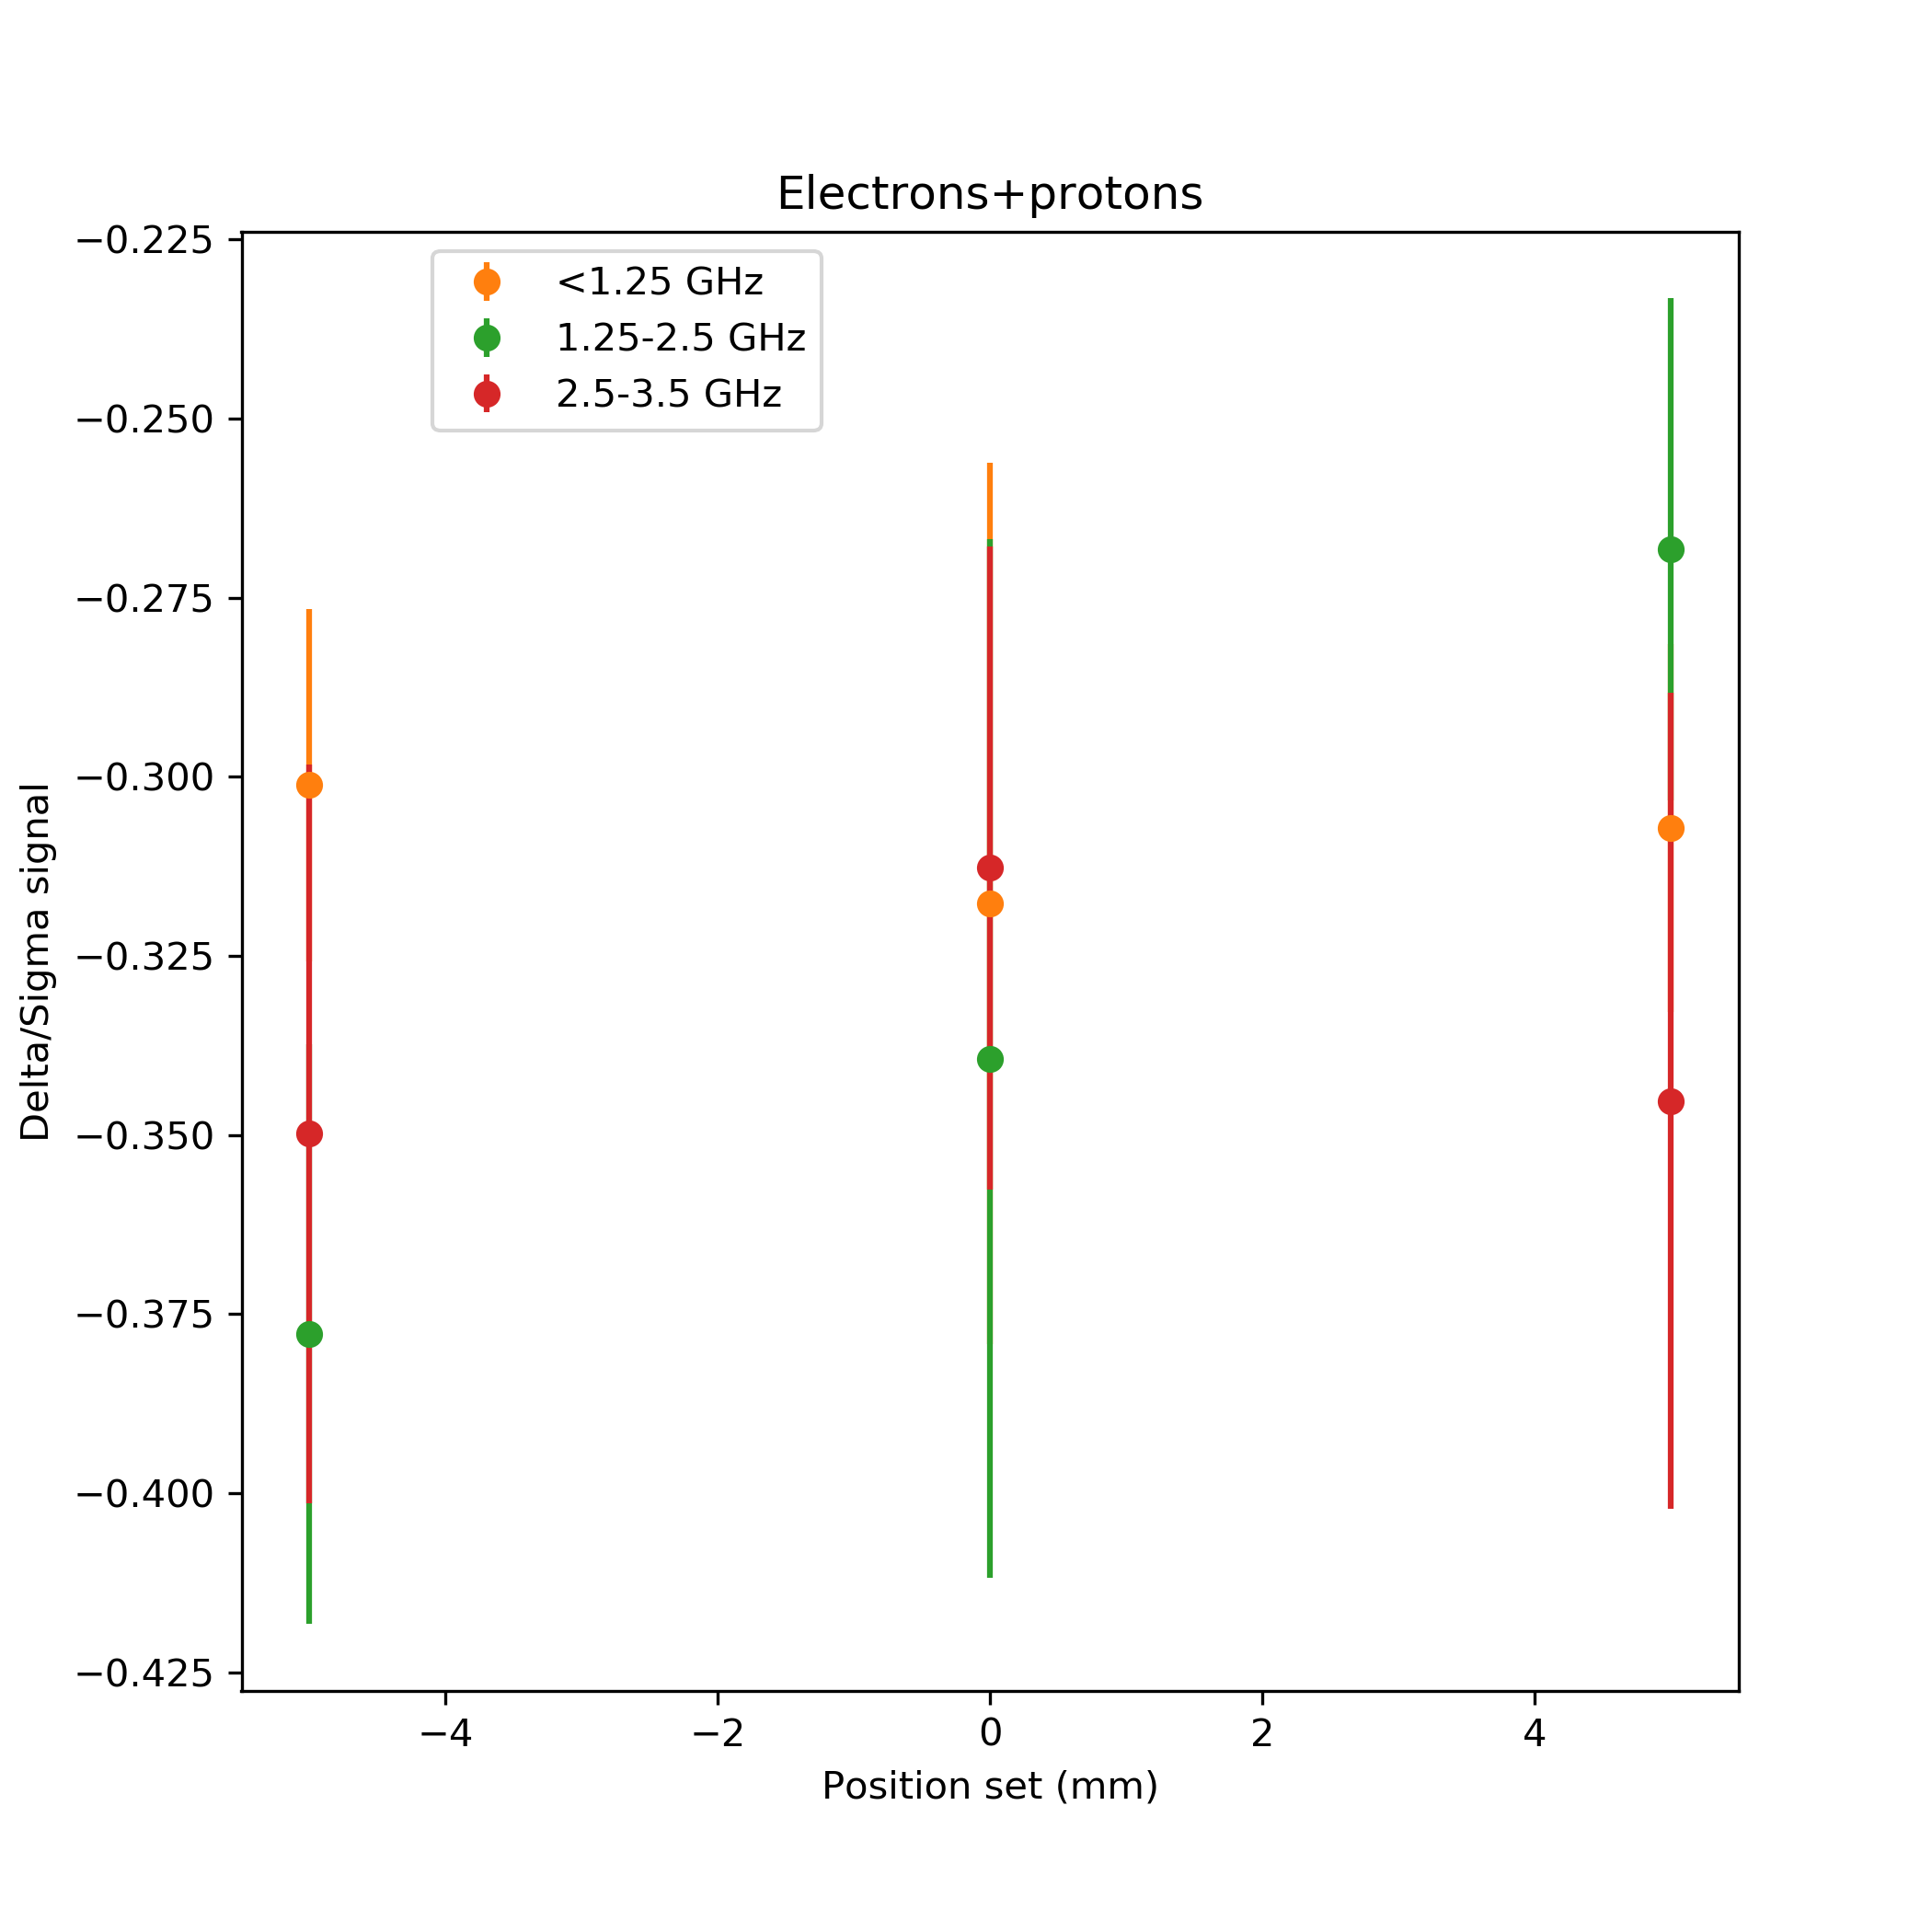 Electrons+protons
<1.25 GHz
1.25-2.5 GHz
2.5-3.5 GHz
Delta/Sigma signal
−0.225
−0.250
−0.275
−0.300
−0.325
−0.350
−0.375
−0.400
−0.425
−4 −2 0 2 4
Position set (mm)